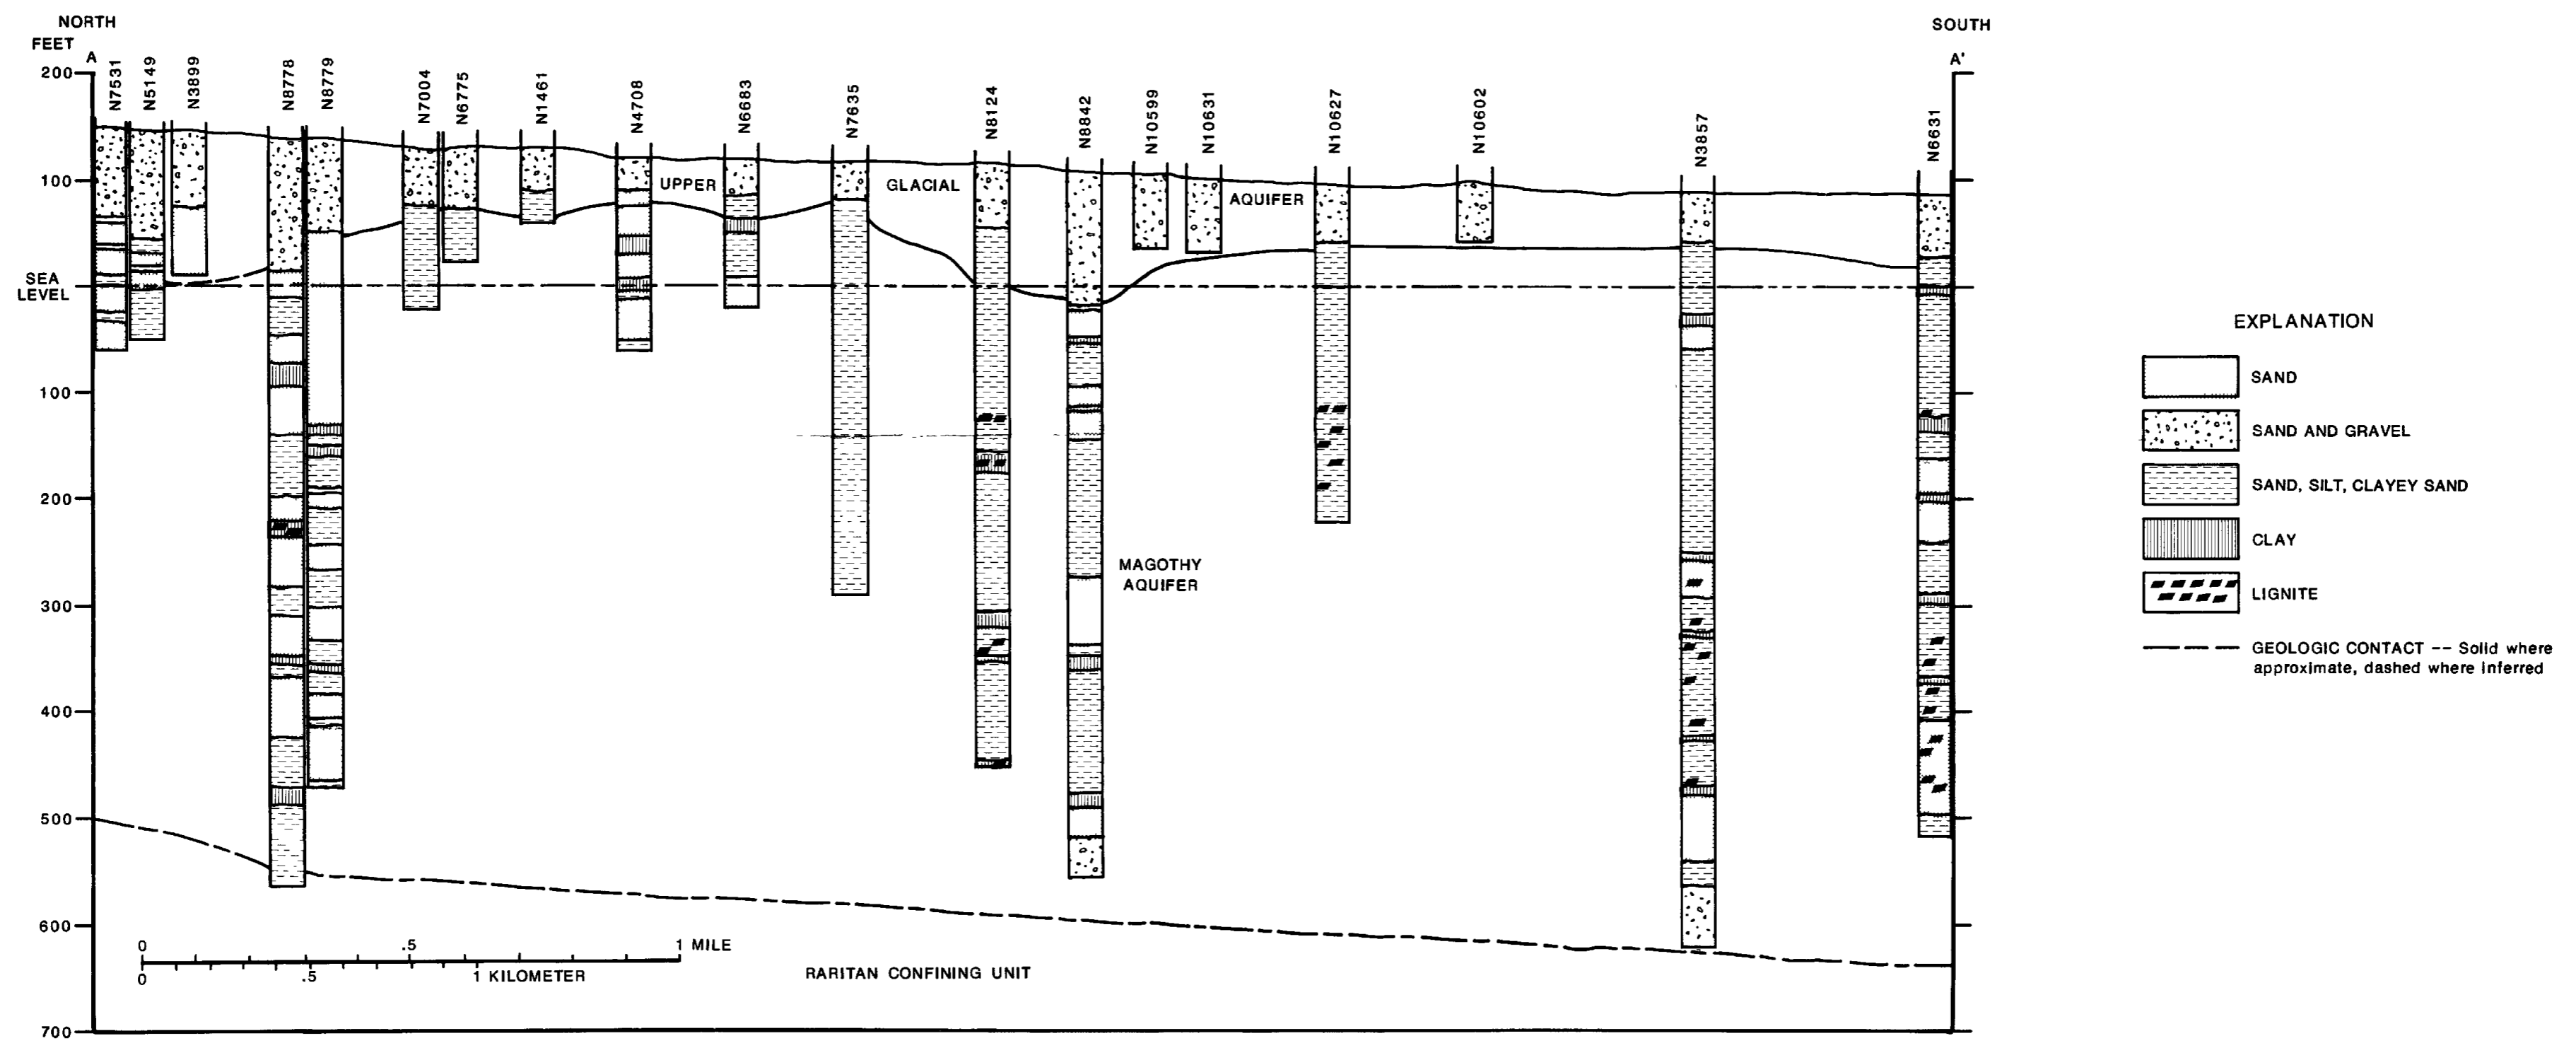 NORTH
SOUTH
FEET
A
A'
N7531
N5149
N3899
N8778
N8779
N7004
N6775
N1461
N4708
N6683
N7635
N8124
N8842
N10599
N10631
N10627
N10602
N3857
N6631
200
100
SEA
LEVEL
100
200
300
400
500
600
700
UPPER
GLACIAL
AQUIFER
MAGOTHY
AQUIFER
RARITAN CONFINING UNIT
0 .5 1 MILE
0 .5 1 KILOMETER
EXPLANATION
SAND
SAND AND GRAVEL
SAND, SILT, CLAYEY SAND
CLAY
LIGNITE
GEOLOGIC CONTACT -- Solid where
approximate, dashed where inferred